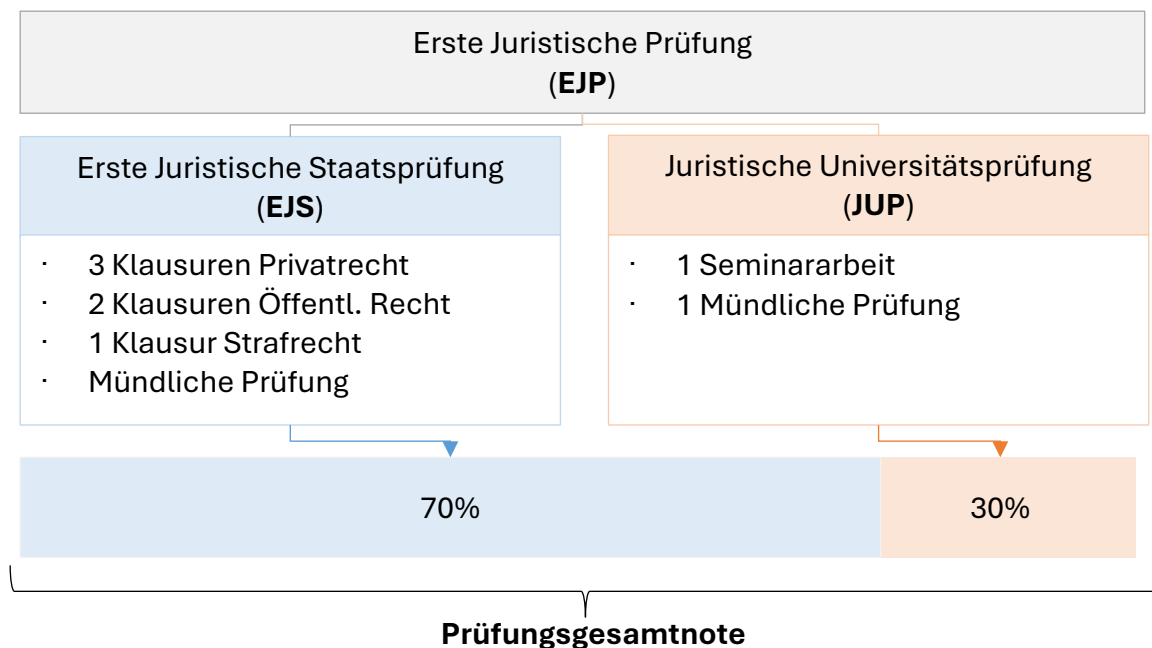 Erste Juristische Prüfung
(EJP)
Erste Juristische Staatsprüfung
(EJS)
· 3 Klausuren Privatrecht
· 2 Klausuren Öffentl. Recht
· 1 Klausur Strafrecht
· Mündliche Prüfung
Juristische Universitätsprüfung
(JUP)
· 1 Seminararbeit
· 1 Mündliche Prüfung
70%
30%
Prüfungsgesamtnote